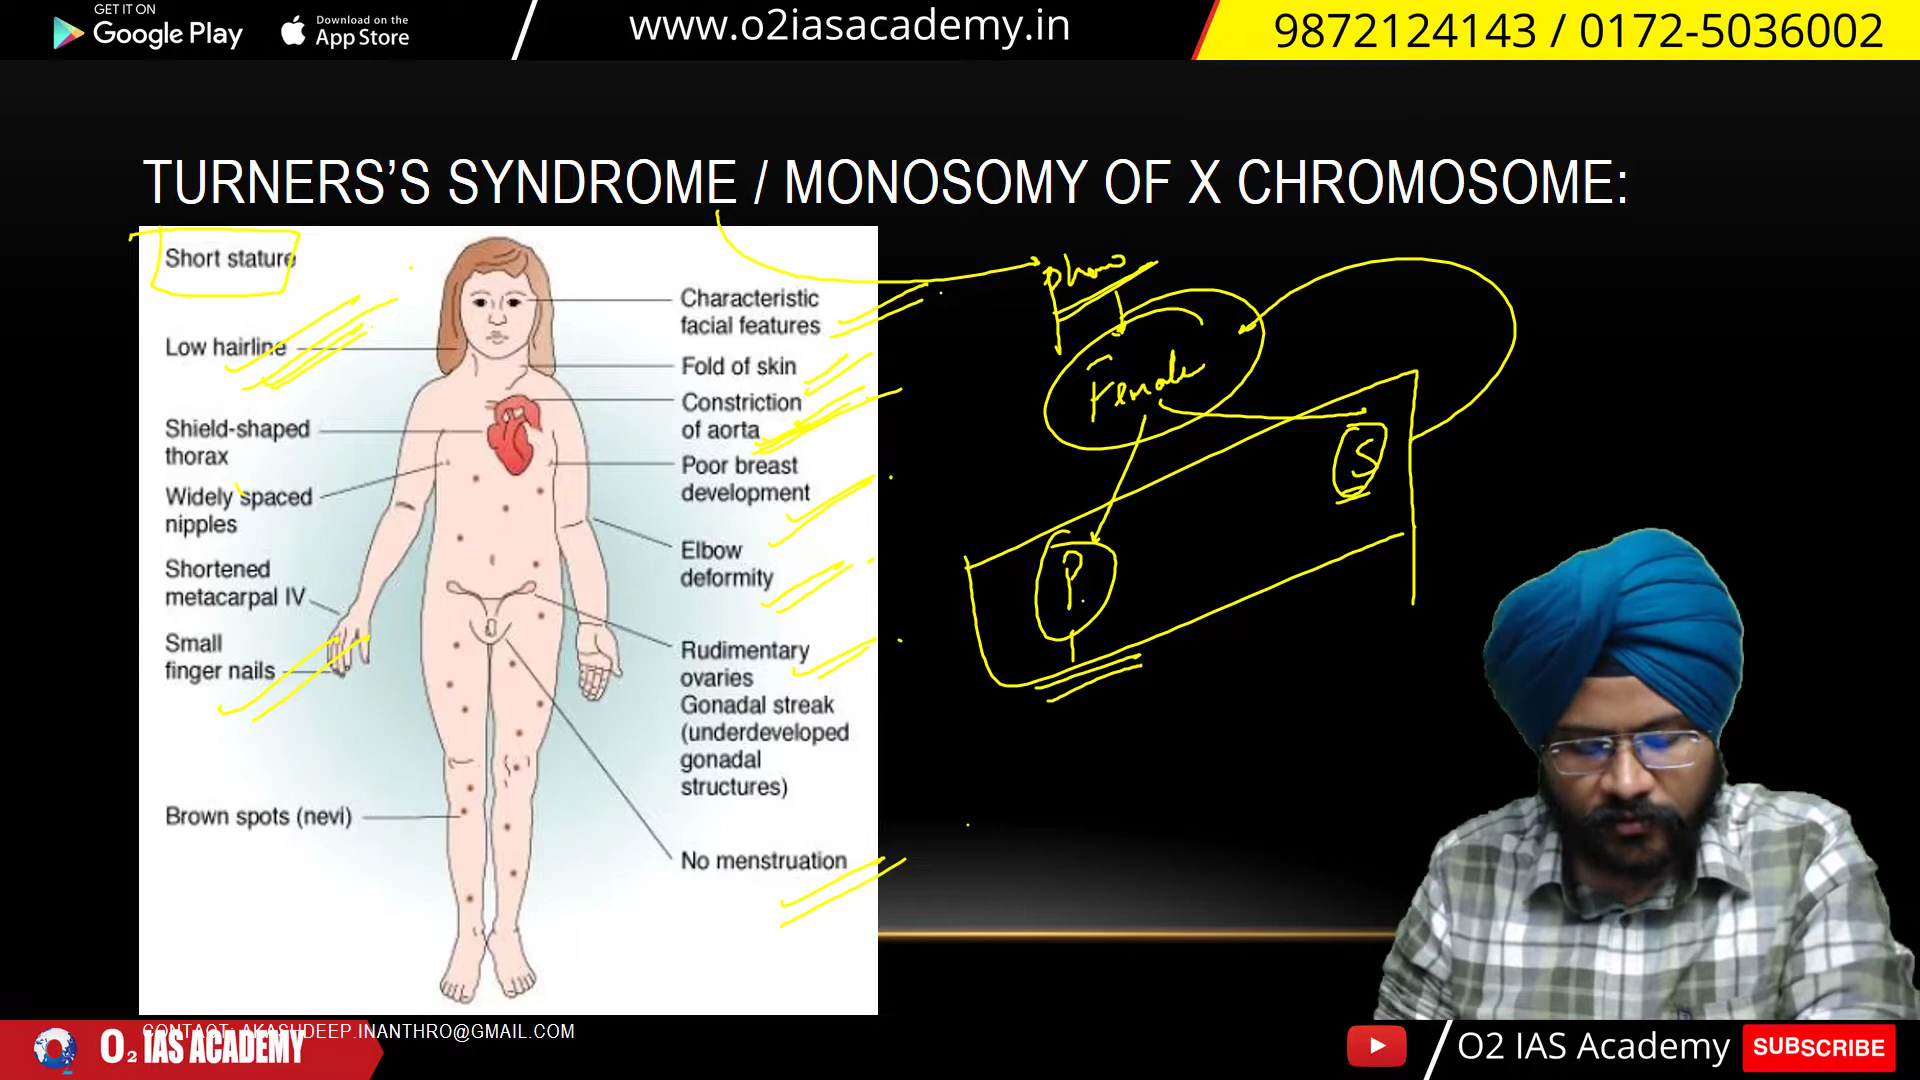 GET IT ON
Google Play
Download on the
App Store
www.o2iasacademy.in
9872124143 / 0172-5036002
TURNERS’S SYNDROME / MONOSOMY OF X CHROMOSOME:
Short stature
Low hairline
Shield-shaped
thorax
Widely spaced
nipples
Shortened
metacarpal IV
Small
finger nails
Brown spots (nevi)
Characteristic
facial features
Fold of skin
Constriction
of aorta
Poor breast
development
Elbow
deformity
Rudimentary
ovaries
Gonadal streak
(underdeveloped
gonadal
structures)
No menstruation
Female
S
P
CONTACT: AKASHDEEP.INANTHRO@GMAIL.COM
O2 IAS ACADEMY
O2 IAS Academy
SUBSCRIBE